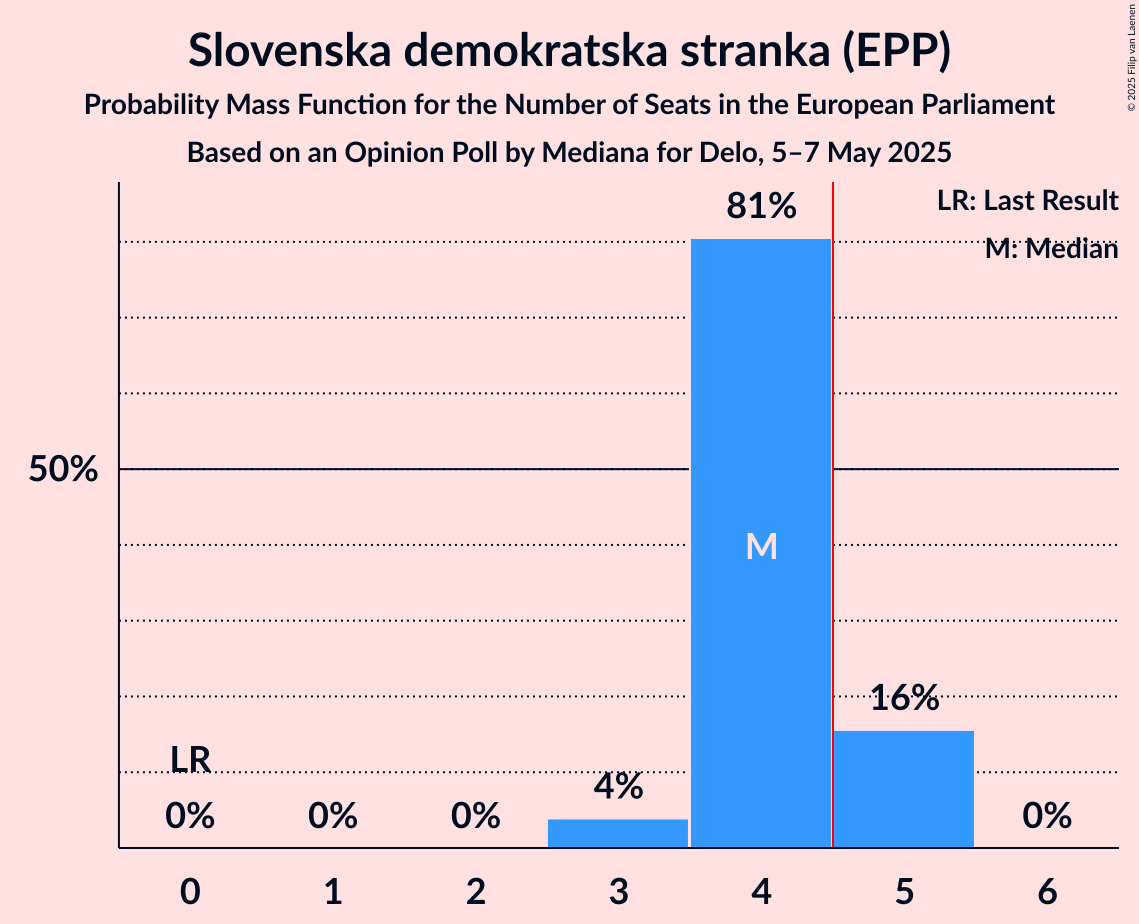 Slovenska demokratska stranka (EPP)
Probability Mass Function for the Number of Seats in the European Parliament
Based on an Opinion Poll by Mediana for Delo, 5–7 May 2025
© 2025 Filip van Laenen
LR: Last Result
M: Median
81%
50%
M
16%
LR
4%
0%
0%
0%
0%
0
1
2
3
4
5
6